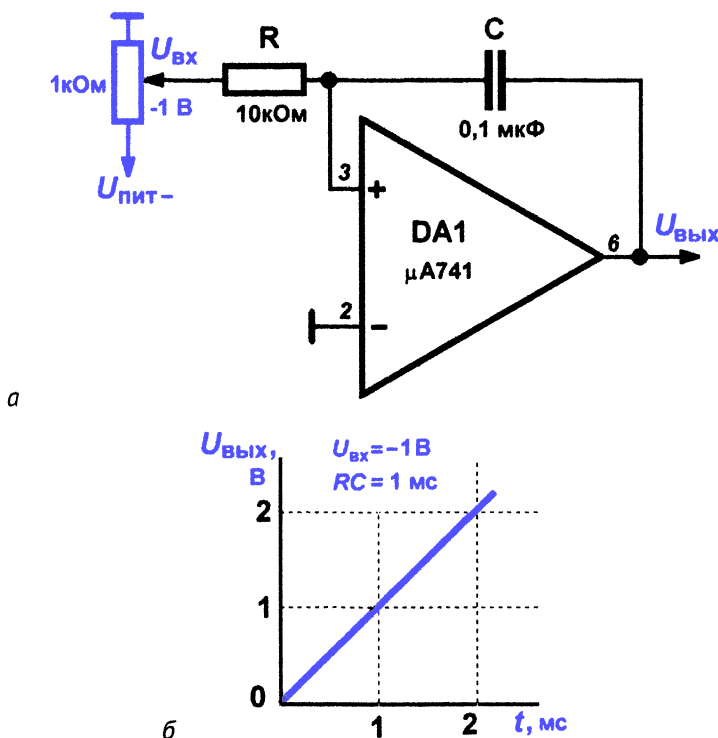 R
C
Uвх
1кОм
-1 В
10кОм
0,1 мкФ
Uпит-
3
+
DA1
μA741
6
Uвых
2
-
а
Uвых,
В
Uвх=-1В
RC= 1 мс
2
1
0
1
2
t, мс
б